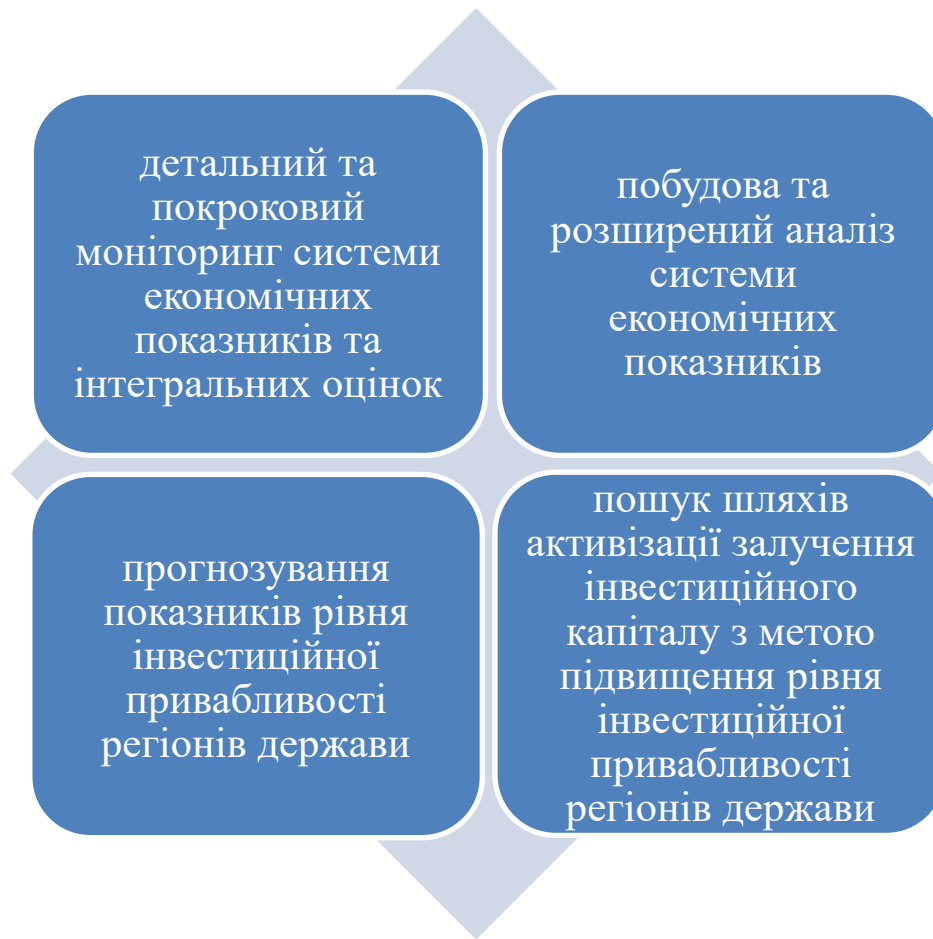 детальний та
покроковий
моніторинг системи
економічних
показників та
інтегральних оцінок
побудова та
розширений аналіз
системи
економічних
показників
прогнозування
показників рівня
інвестиційної
привабливості
регіонів держави
пошук шляхів
активізації залучення
інвестиційного
капіталу з метою
підвищення рівня
інвестиційної
привабливості
регіонів держави